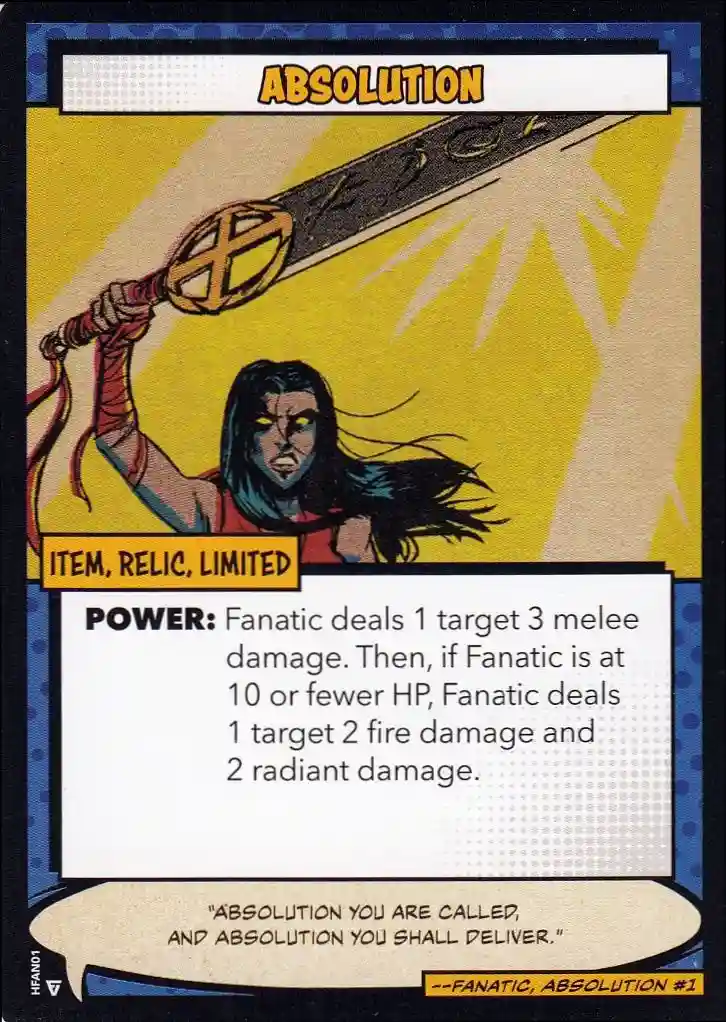 ABSOLUTION
ITEM, RELIC, LIMITED
POWER: Fanatic deals 1 target 3 melee
damage. Then, if Fanatic is at
10 or fewer HP, Fanatic deals
1 target 2 fire damage and
2 radiant damage.
"ABSOLUTION YOU ARE CALLED,
AND ABSOLUTION YOU SHALL DELIVER."
--FANATIC, ABSOLUTION #1
HFAN01